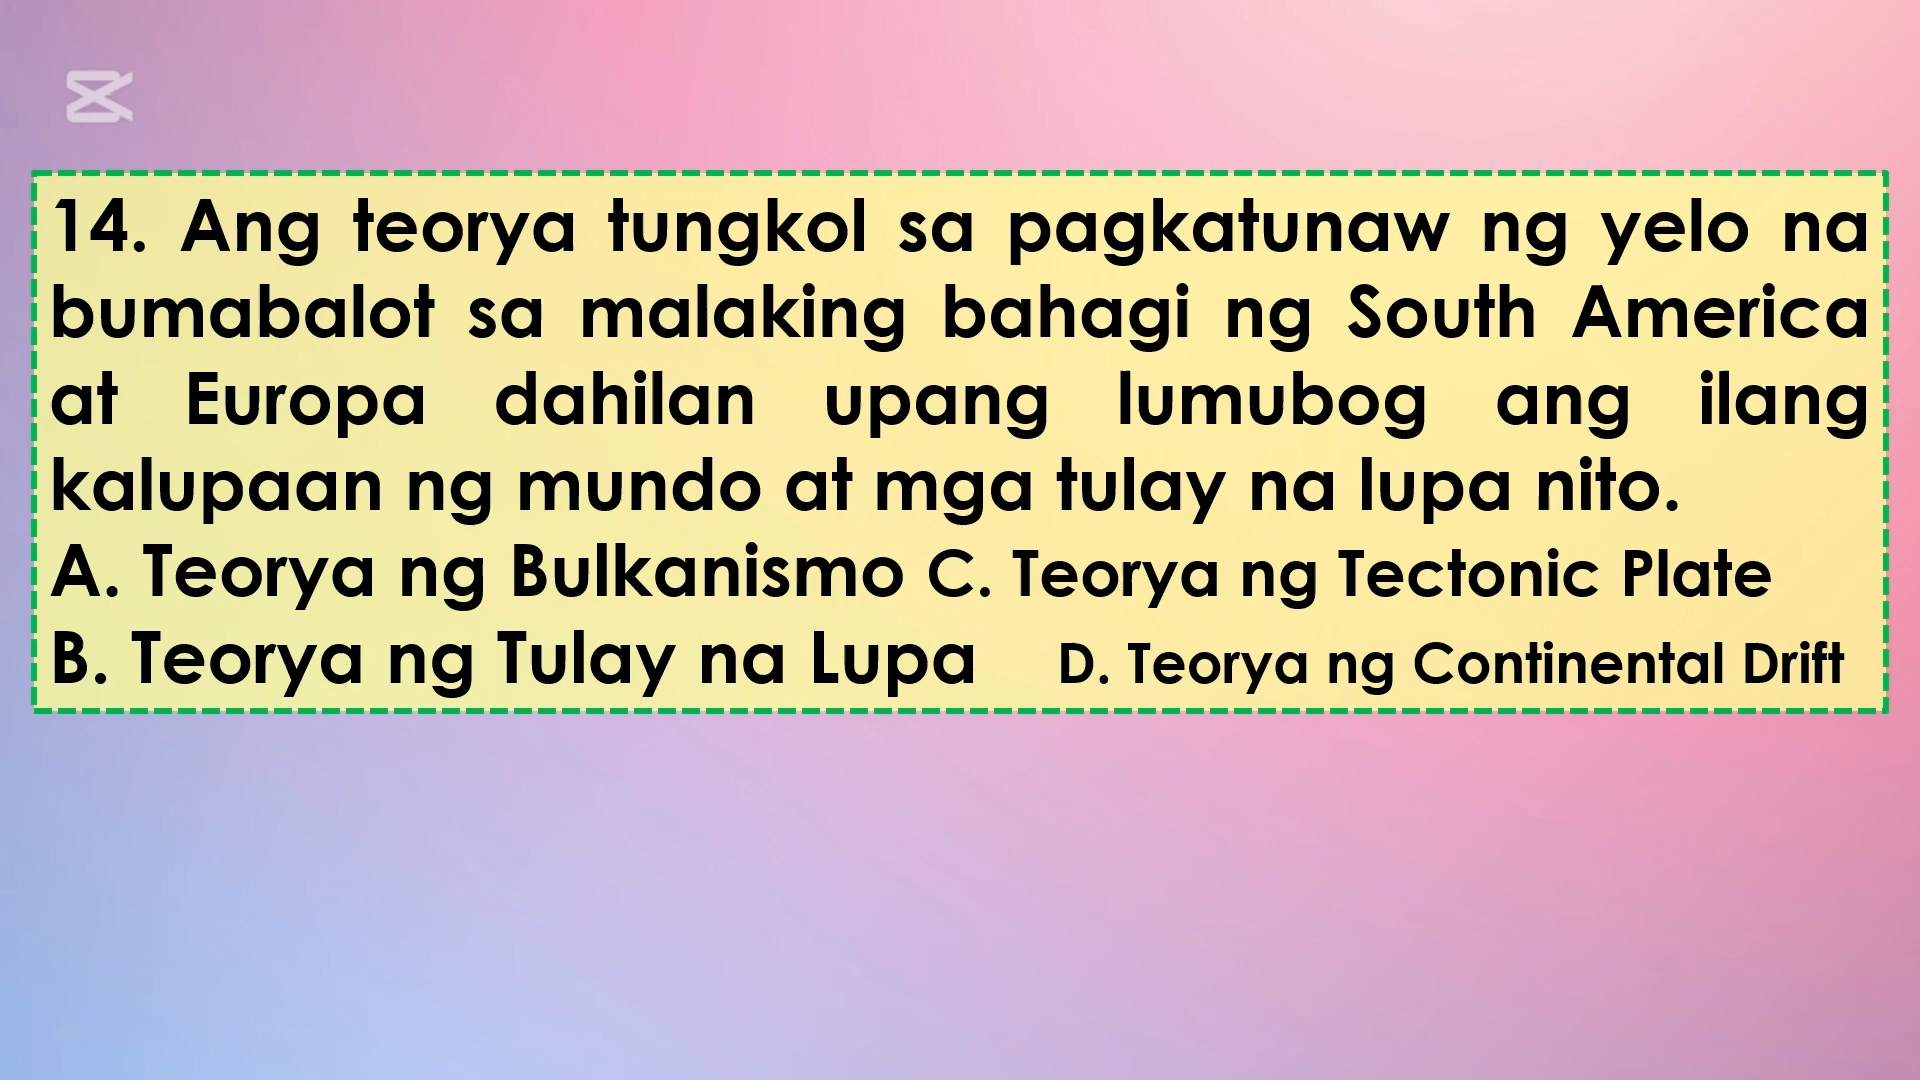 14. Ang teorya tungkol sa pagkatunaw ng yelo na
bumabalot sa malaking bahagi ng South America
at Europa dahilan upang lumubog ang ilang
kalupaan ng mundo at mga tulay na lupa nito.
A. Teorya ng Bulkanismo C. Teorya ng Tectonic Plate
B. Teorya ng Tulay na Lupa D. Teorya ng Continental Drift